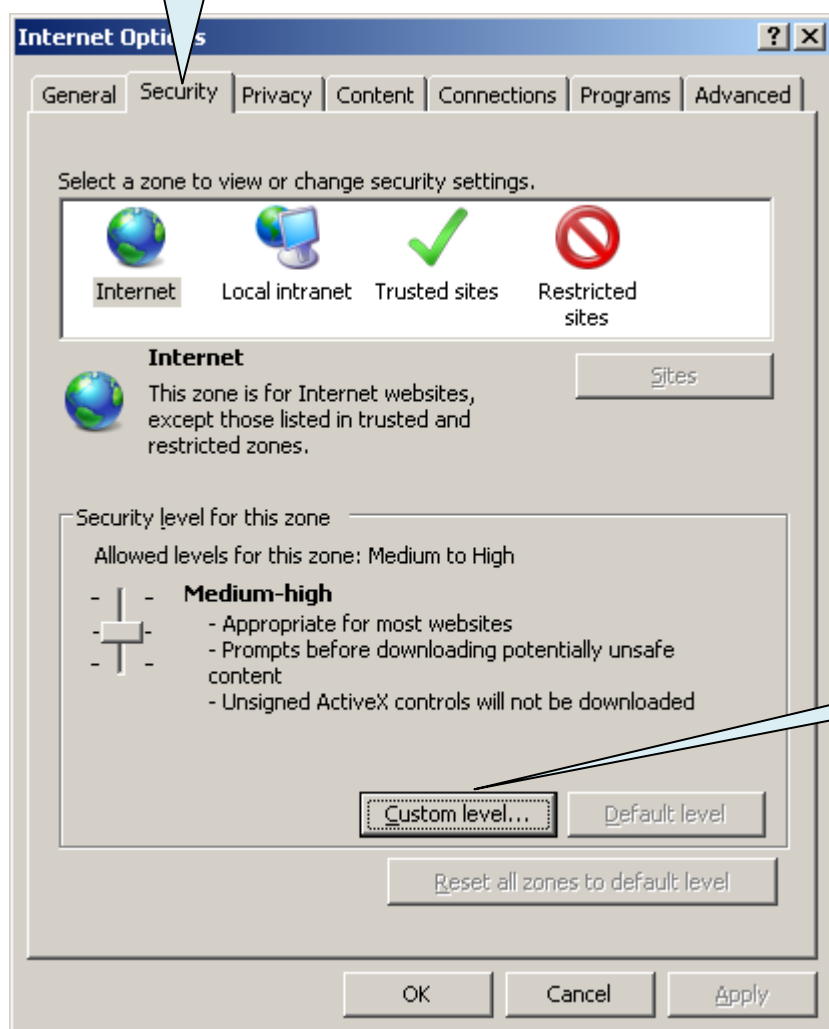 Internet Opti s
General Security Privacy Content Connections Programs Advanced
Select a zone to view or change security settings.
Internet Local intranet Trusted sites Restricted
sites
Internet
Sites
This zone is for Internet websites,
except those listed in trusted and
restricted zones.
Security level for this zone
Allowed levels for this zone: Medium to High
Medium-high
- Appropriate for most websites
- Prompts before downloading potentially unsafe
content
- Unsigned ActiveX controls will not be downloaded
Custom level... Default level
Reset all zones to default level
OK Cancel Apply